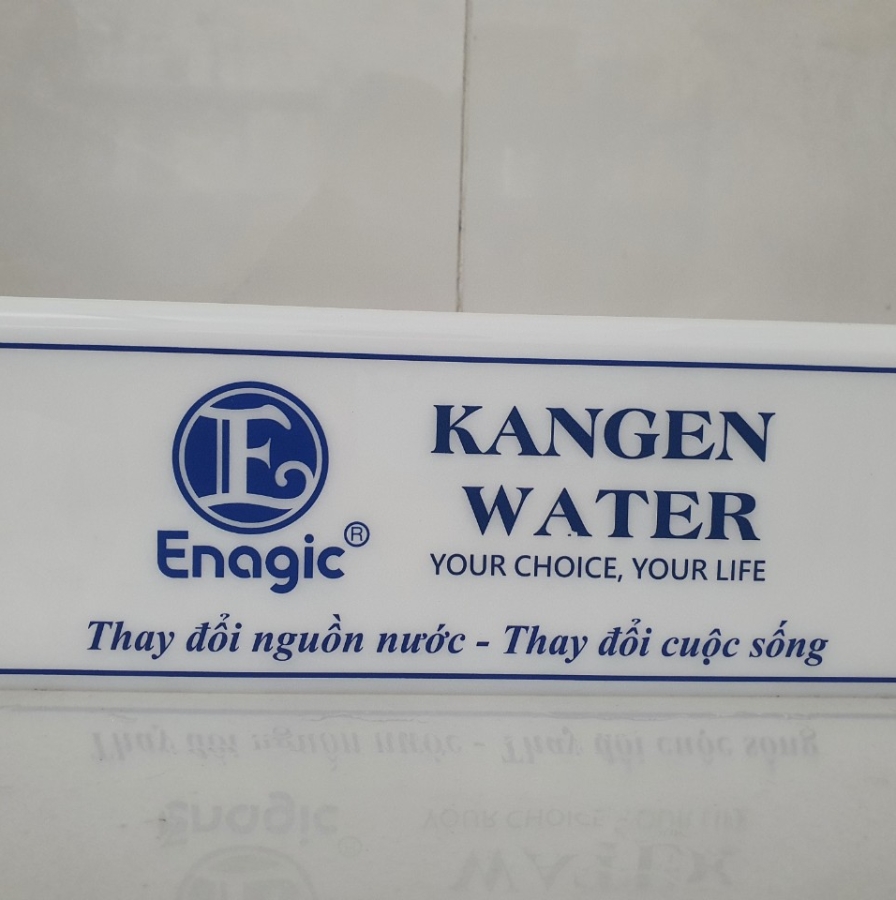 E
Enagic®
KANGEN
WATER
YOUR CHOICE, YOUR LIFE
Thay đổi nguồn nước - Thay đổi cuộc sống